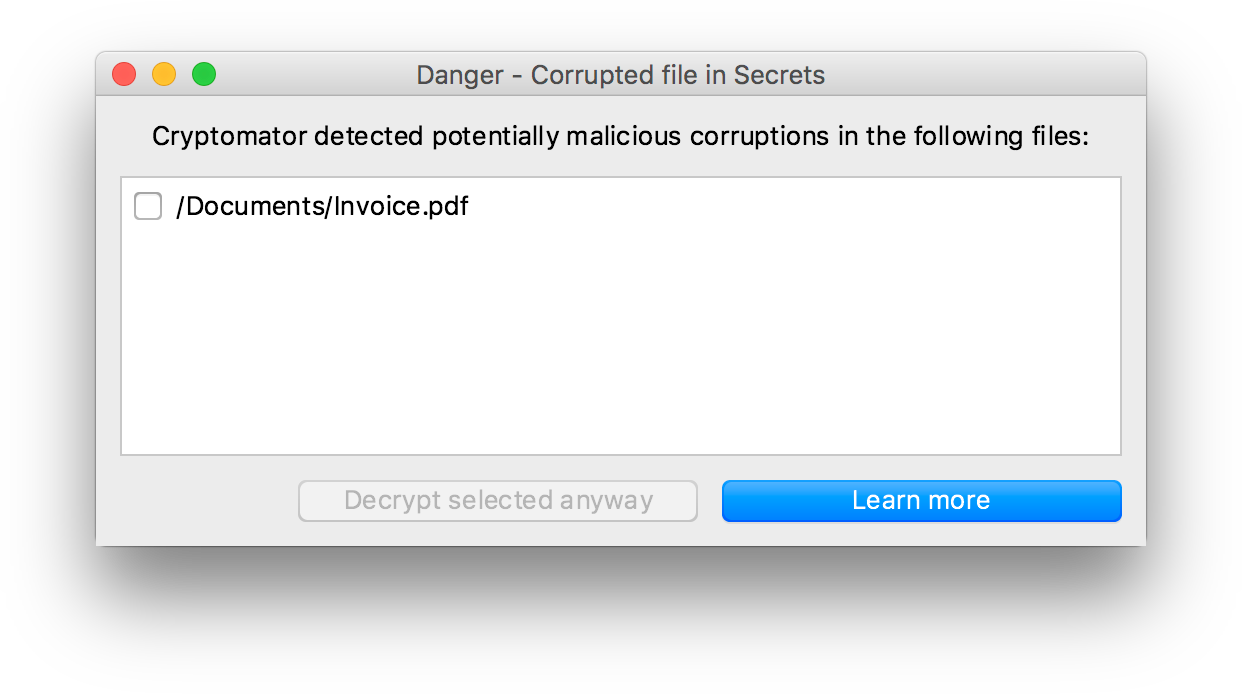 Danger - Corrupted file in Secrets
Cryptomator detected potentially malicious corruptions in the following files:
/Documents/Invoice.pdf
Decrypt selected anyway
Learn more